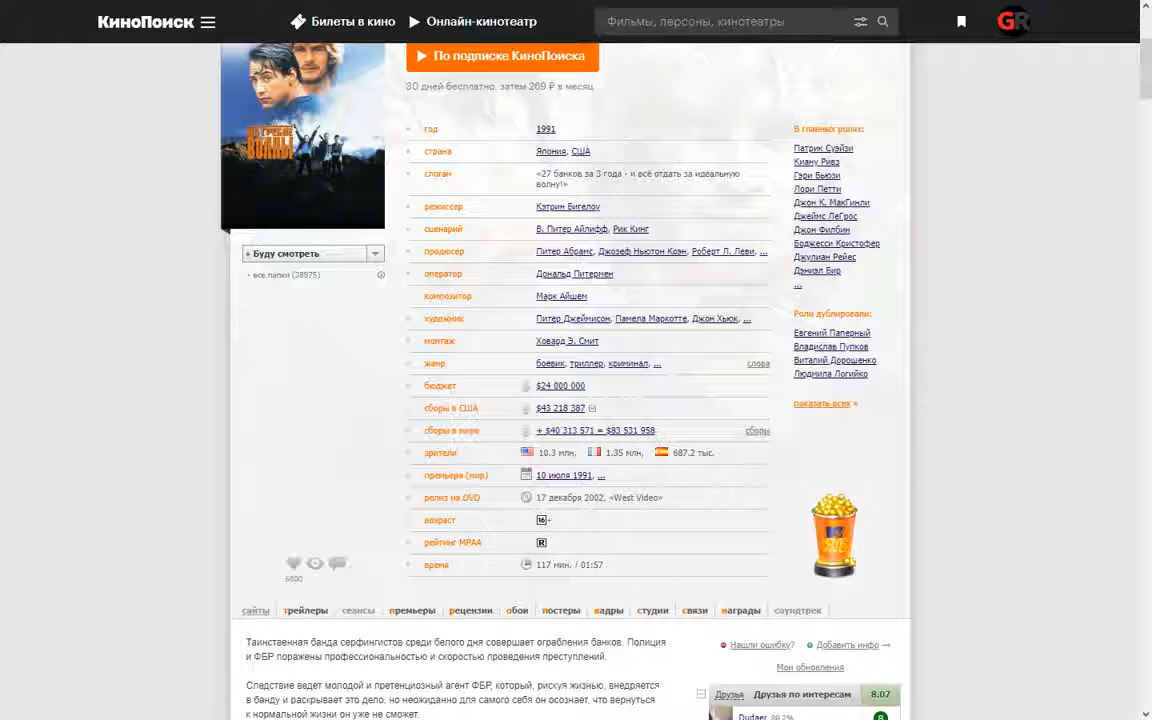 КиноПоиск
Билеты в кино
Онлайн-кинотеатр
Фильмы, персоны, кинотеатры
GR
НА ГРЕБНЕ
ВОЛНЫ
По подписке КиноПоиска
30 дней бесплатно, затем 269 ₽ в месяц
+ Буду смотреть
• все папки (38975)
6800
год 1991
страна Япония, США
слоган «27 банков за 3 года - и всё отдать за идеальную
волну!»
режиссер Кэтрин Бигелоу
сценарий В. Питер Айлифф, Рик Кинг
продюсер Питер Абрамс, Джозеф Ньютон Коэн, Роберт Л. Леви, ...
оператор Дональд Питермен
композитор Марк Айшем
художник Питер Джеймисон, Памела Маркотте, Джон Хьюк, ...
монтаж Ховард Э. Смит
жанр боевик, триллер, криминал, ... слова
бюджет $24 000 000
сборы в США $43 218 387
сборы в мире + $40 313 571 = $83 531 958 сборы
зрители 10.3 млн, 1.35 млн, 687.2 тыс.
премьера (мир) 10 июля 1991, ...
релиз на DVD 17 декабря 2002, «West Video»
возраст 16+
рейтинг MPAA R
время 117 мин. / 01:57
В главных ролях:
Патрик Суэйзи
Киану Ривз
Гэри Бьюзи
Лори Петти
Джон К. МакГинли
Джеймс ЛеГрос
Джон Филбин
Боджесси Кристофер
Джулиан Рейес
Дэниэл Бир
...
Роли дублировали:
Евгений Паперный
Владислав Пупков
Виталий Дорошенко
Людмила Логийко
показать всех »
сайты трейлеры сеансы премьеры рецензии обои постеры кадры студии связи награды саундтрек
Таинственная банда серфингистов среди белого дня совершает ограбления банков. Полиция
и ФБР поражены профессиональностью и скоростью проведения преступлений.
Следствие ведет молодой и претенциозный агент ФБР, который, рискуя жизнью, внедряется
в банду и раскрывает это дело, но неожиданно для самого себя он осознает, что вернуться
к нормальной жизни он уже не сможет.
Нашли ошибку? Добавить инфо →
Мои обновления
Друзья Друзья по интересам 8.07
Dudaer 89.2% 8